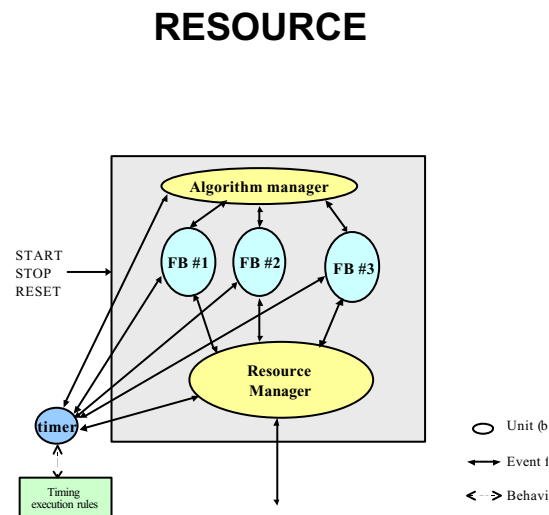 RESOURCE
Algorithm manager
FB #1
FB #2
FB #3
START
STOP
RESET
Resource
Manager
timer
Timing
execution rules
Unit (b
Event f
Behavi